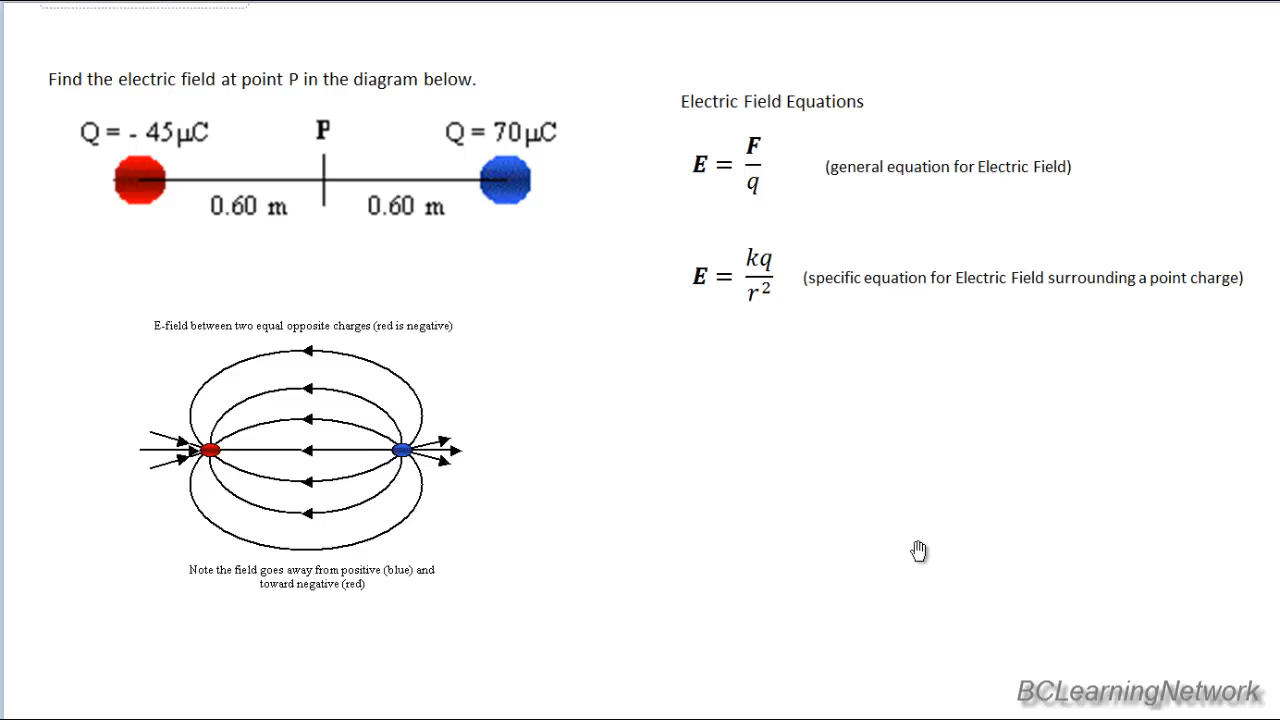 Find the electric field at point P in the diagram below.
Q = - 45μC
P
Q = 70μC
0.60 m
0.60 m
Electric Field Equations
E = F/q (general equation for Electric Field)
E = kq/r² (specific equation for Electric Field surrounding a point charge)
E-field between two equal opposite charges (red is negative)
Note the field goes away from positive (blue) and
toward negative (red)
BCLearningNetwork